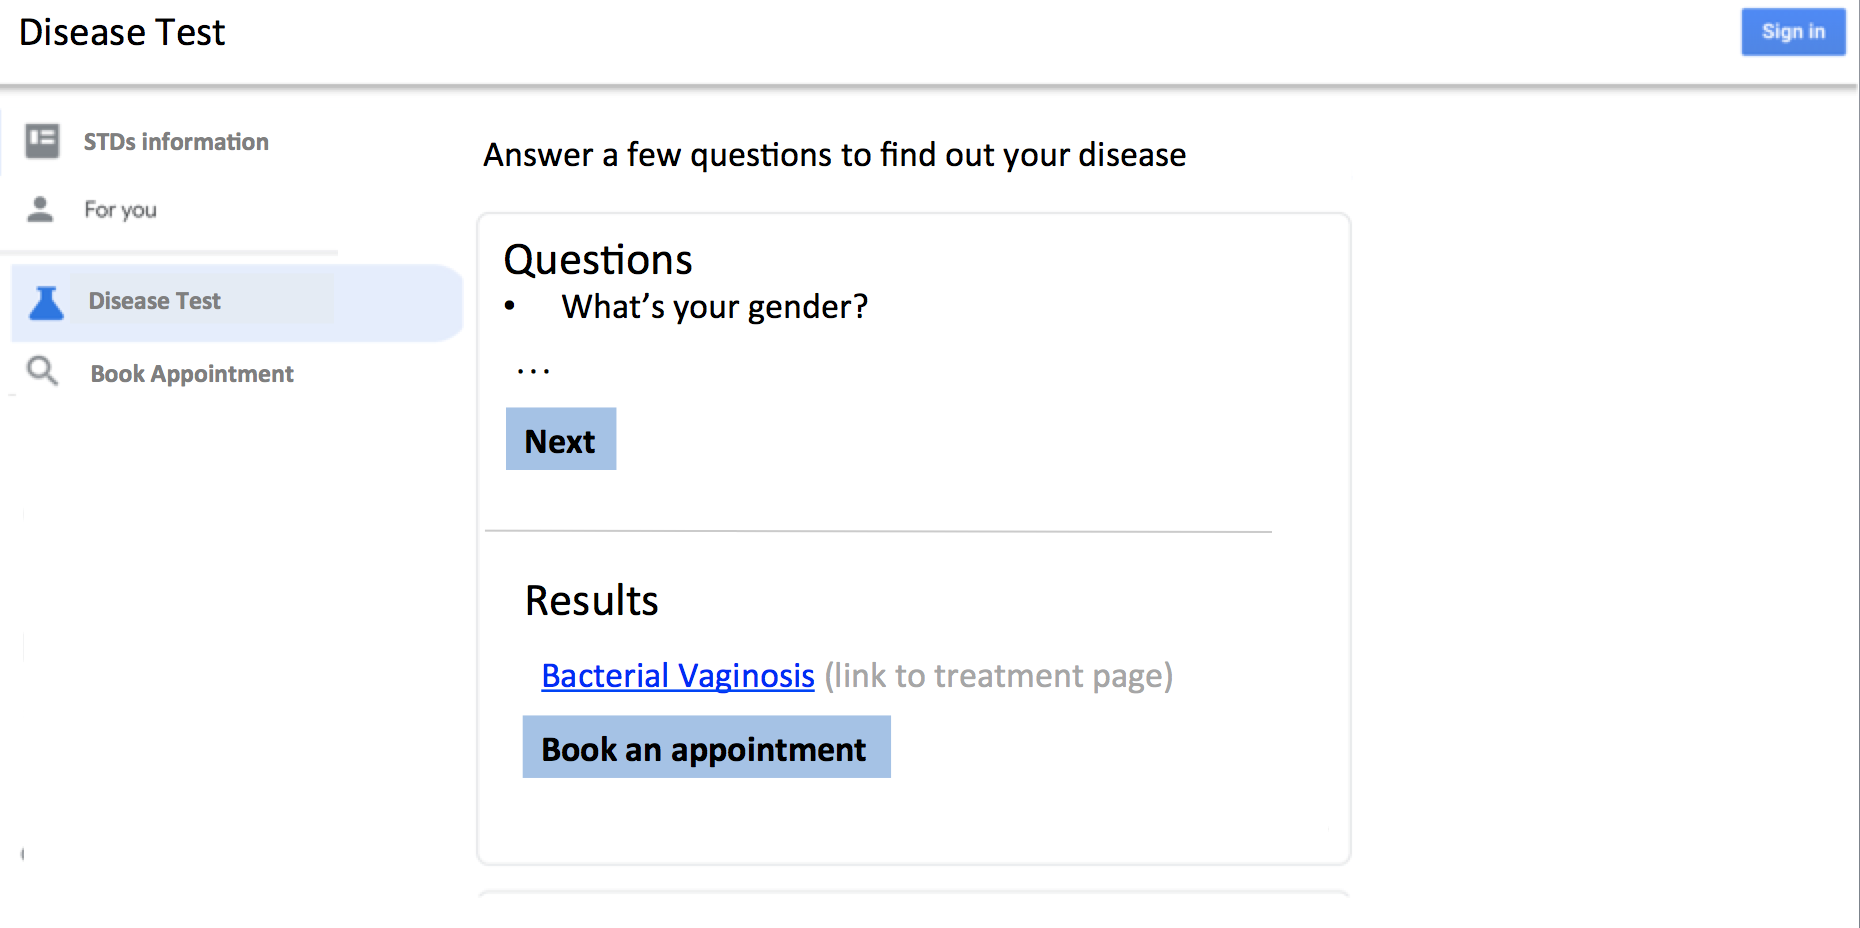 Disease Test
Sign in
STDs information
For you
Disease Test
Book Appointment
Answer a few questions to find out your disease
Questions
• What’s your gender?
...
Next
Results
Bacterial Vaginosis (link to treatment page)
Book an appointment